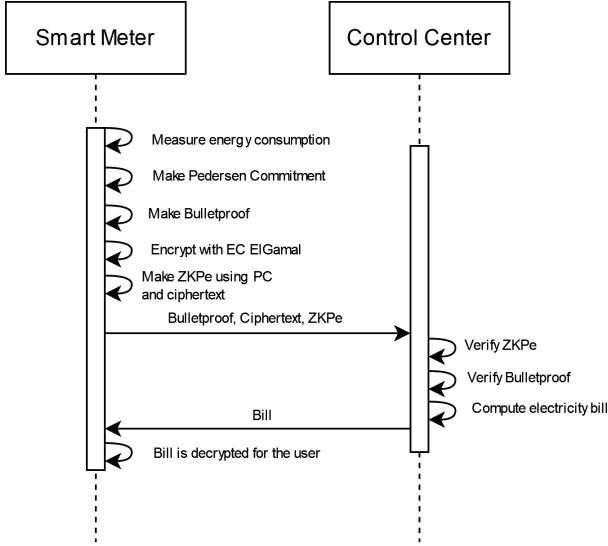 Smart Meter
Control Center
Measure energy consumption
Make Pedersen Commitment
Make Bulletproof
Encrypt with EC ElGamal
Make ZKPe using PC
and ciphertext
Bulletproof, Ciphertext, ZKPe
Verify ZKPe
Verify Bulletproof
Compute electricity bill
Bill
Bill is decrypted for the user